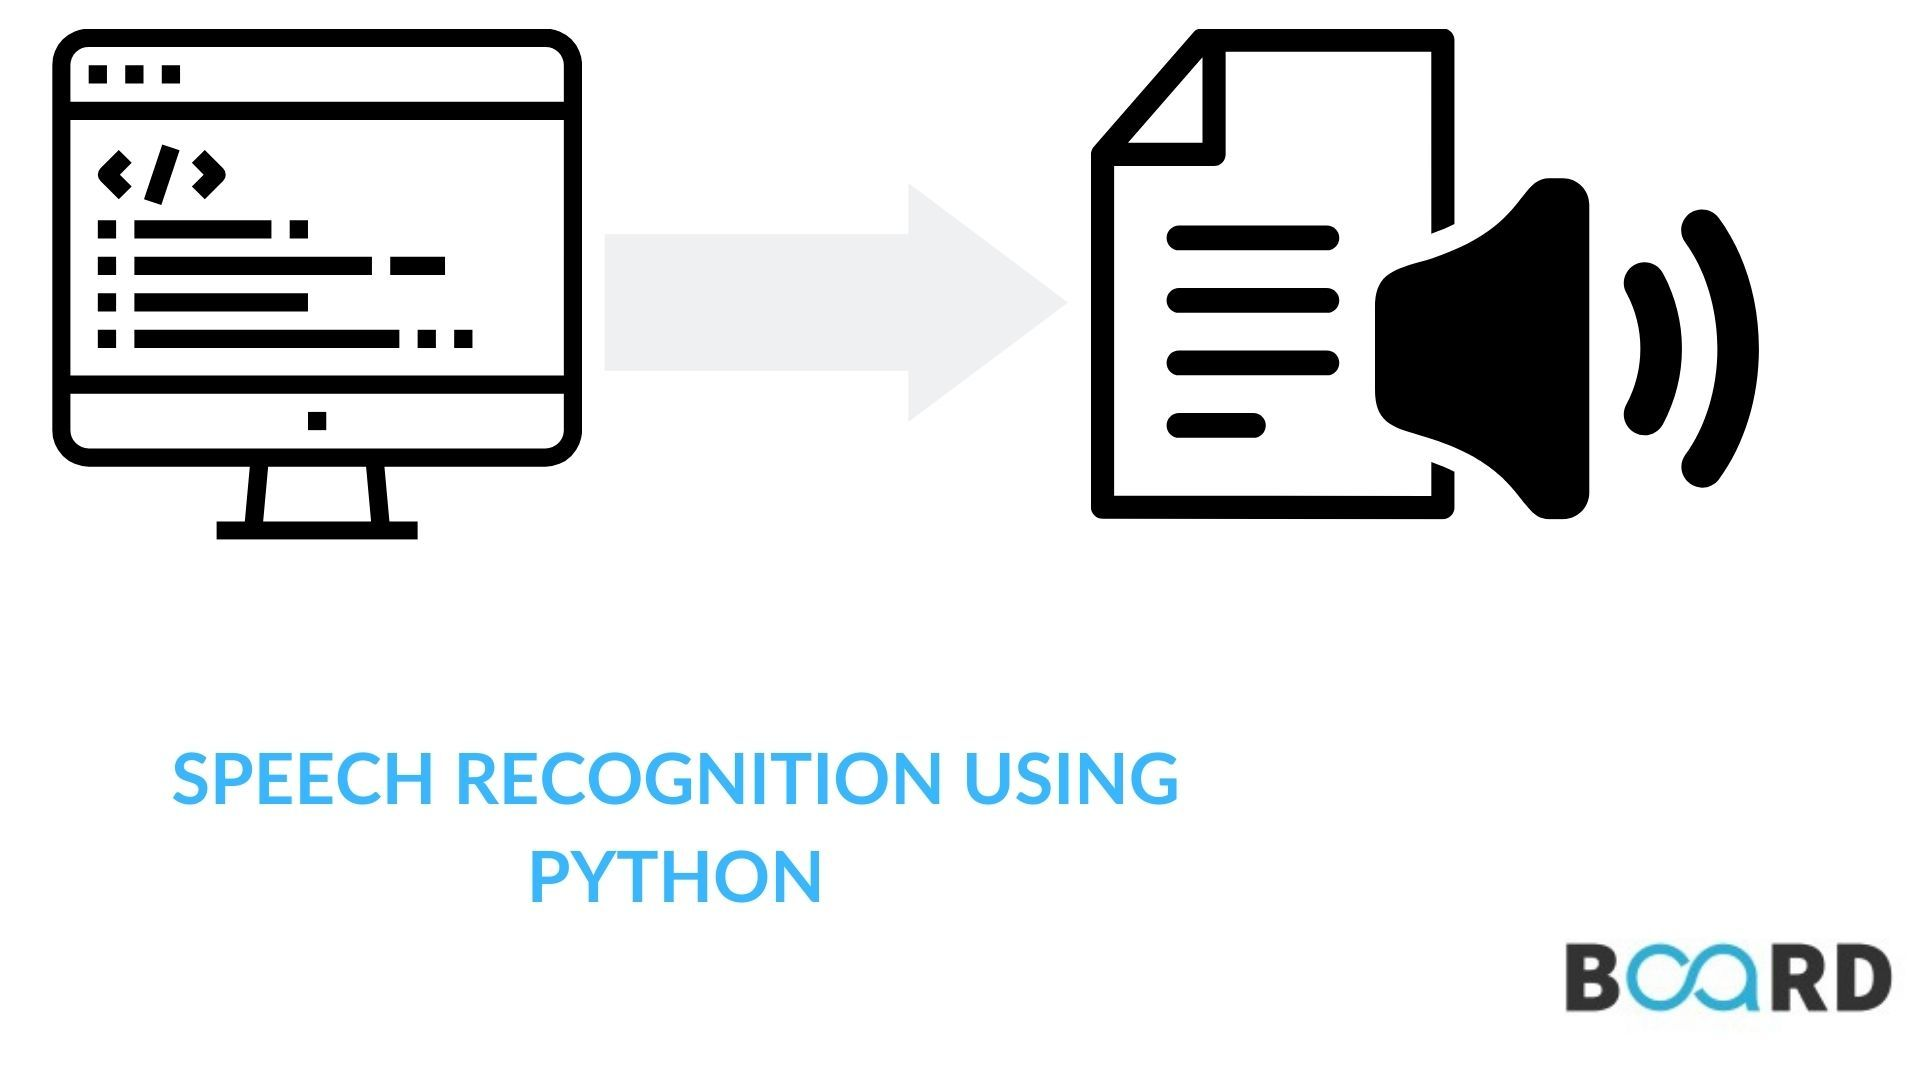 </>
SPEECH RECOGNITION USING
PYTHON
BOARD